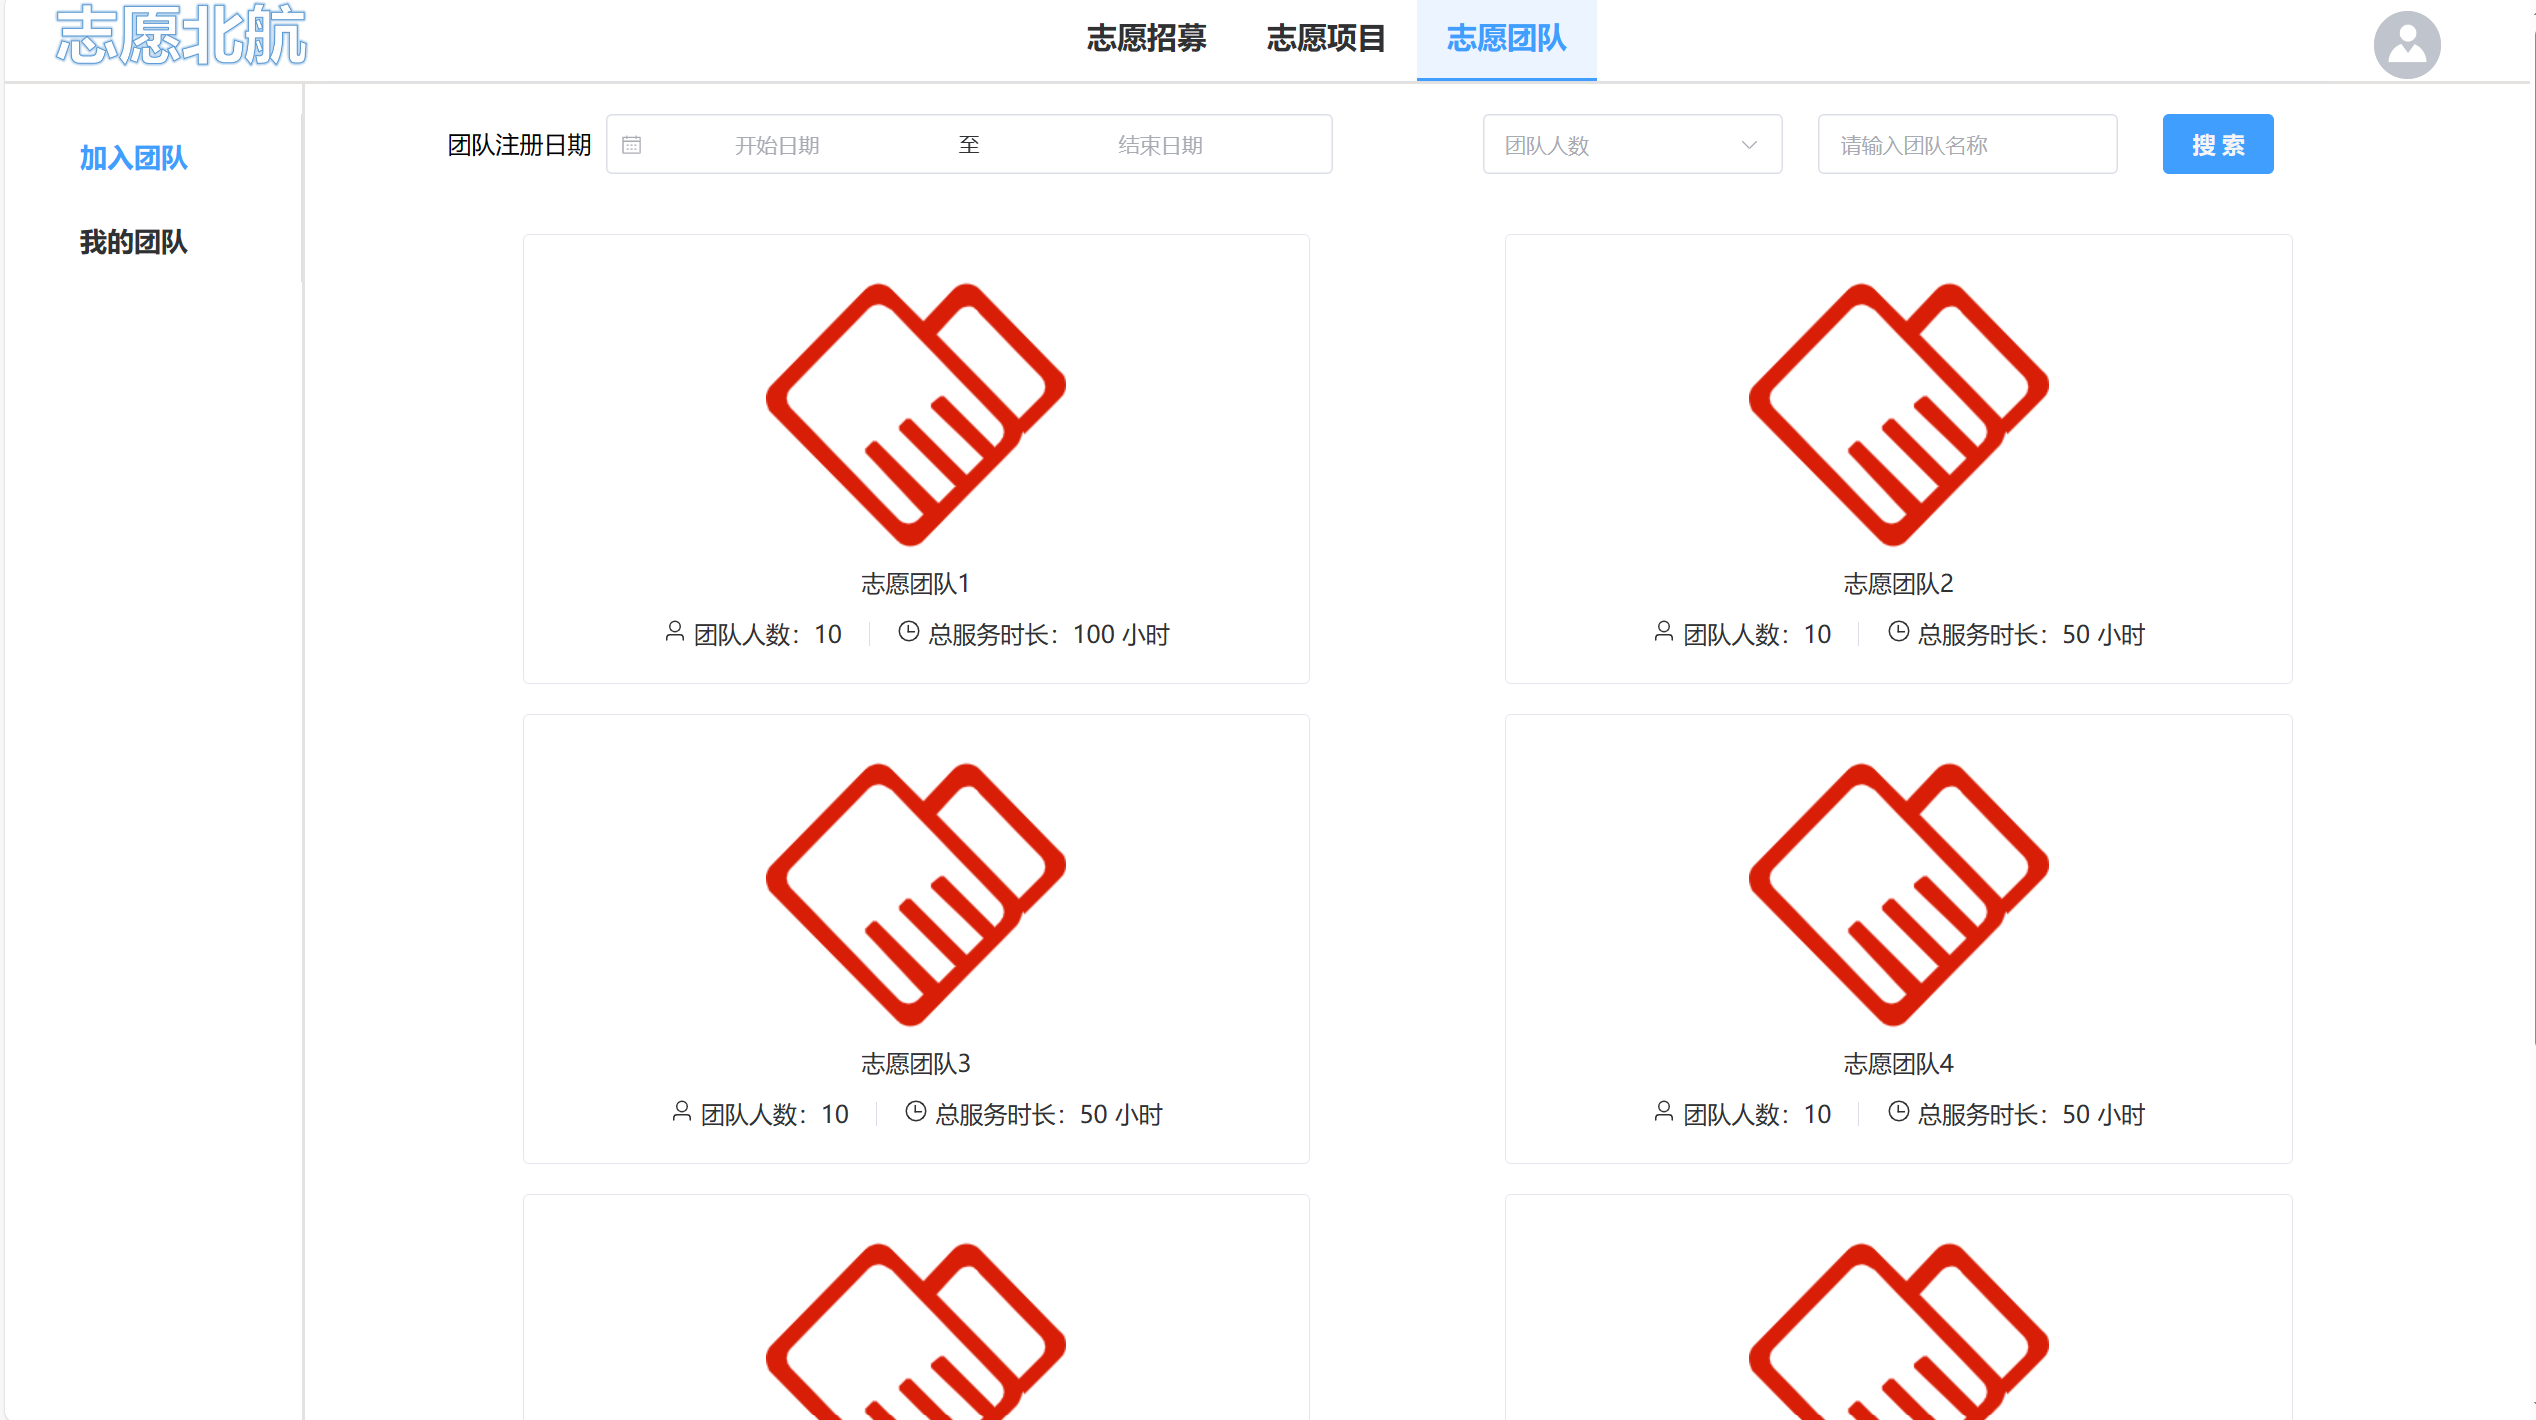 志愿北航
志愿招募 志愿项目 志愿团队
加入团队
我的团队
团队注册日期 开始日期 至 结束日期 团队人数 请输入团队名称 搜 索
志愿团队1
团队人数：10 总服务时长：100 小时
志愿团队2
团队人数：10 总服务时长：50 小时
志愿团队3
团队人数：10 总服务时长：50 小时
志愿团队4
团队人数：10 总服务时长：50 小时